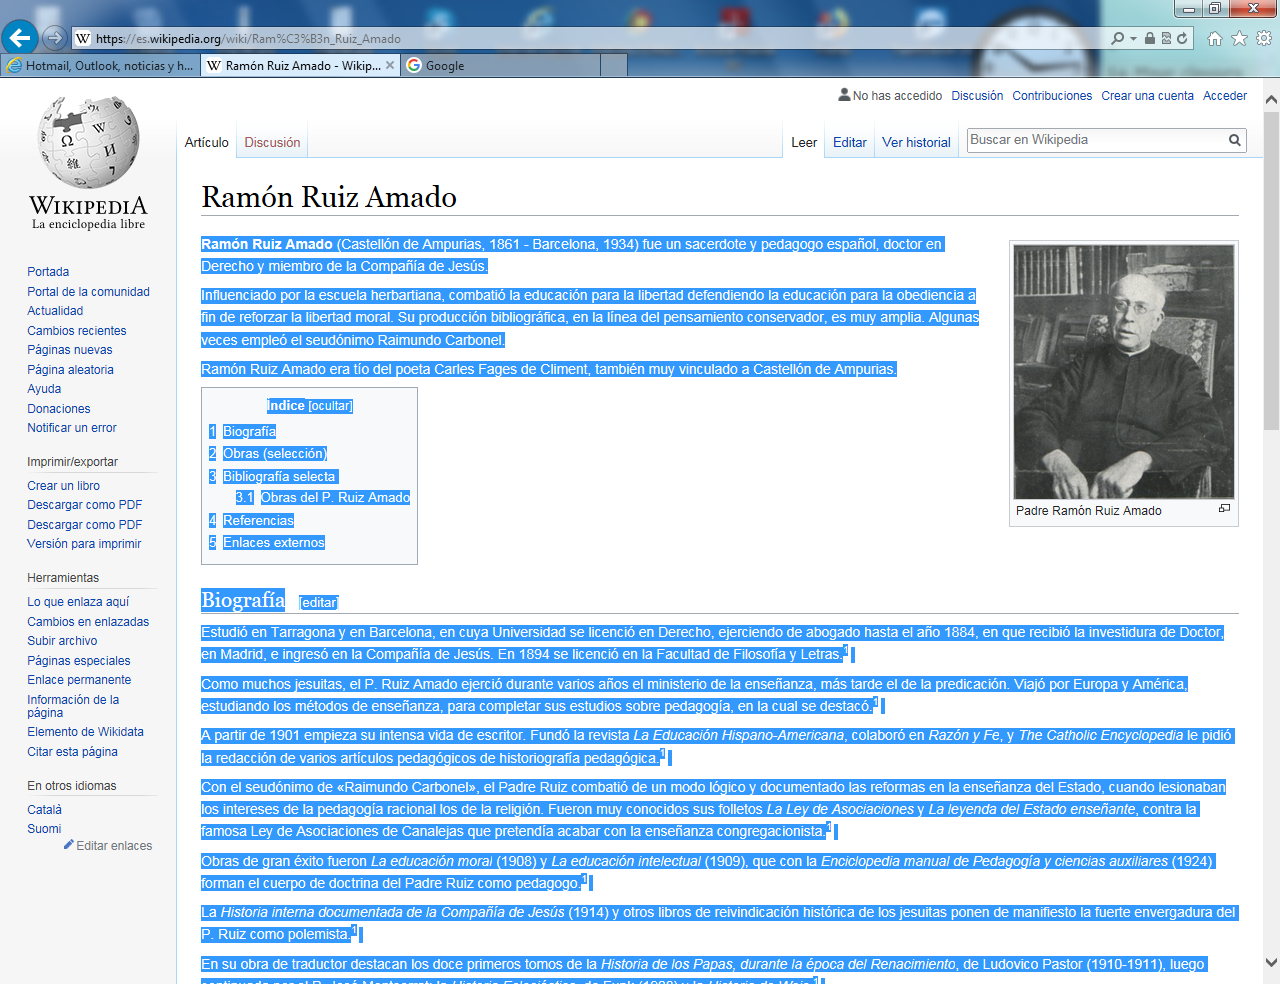 https://es.wikipedia.org/wiki/Ram%C3%B3n_Ruiz_Amado
Hotmail, Outlook, noticias y h...
Ramón Ruiz Amado - Wikip...
Google
No has accedido Discusión Contribuciones Crear una cuenta Acceder
Artículo Discusión Leer Editar Ver historial Buscar en Wikipedia
WIKIPEDIA
La enciclopedia libre
Portada
Portal de la comunidad
Actualidad
Cambios recientes
Páginas nuevas
Página aleatoria
Ayuda
Donaciones
Notificar un error
Imprimir/exportar
Crear un libro
Descargar como PDF
Descargar como PDF
Versión para imprimir
Herramientas
Lo que enlaza aquí
Cambios en enlazadas
Subir archivo
Páginas especiales
Enlace permanente
Información de la
página
Elemento de Wikidata
Citar esta página
En otros idiomas
Català
Suomi
Editar enlaces
Ramón Ruiz Amado
Ramón Ruiz Amado (Castellón de Ampurias, 1861 - Barcelona, 1934) fue un sacerdote y pedagogo español, doctor en
Derecho y miembro de la Compañía de Jesús.
Influenciado por la escuela herbartiana, combatió la educación para la libertad defendiendo la educación para la obediencia a
fin de reforzar la libertad moral. Su producción bibliográfica, en la línea del pensamiento conservador, es muy amplia. Algunas
veces empleó el seudónimo Raimundo Carbonel.
Ramón Ruiz Amado era tío del poeta Carles Fages de Climent, también muy vinculado a Castellón de Ampurias.
Padre Ramón Ruiz Amado
Índice [ocultar]
1 Biografía
2 Obras (selección)
3 Bibliografía selecta
3.1 Obras del P. Ruiz Amado
4 Referencias
5 Enlaces externos
Biografía [editar]
Estudió en Tarragona y en Barcelona, en cuya Universidad se licenció en Derecho, ejerciendo de abogado hasta el año 1884, en que recibió la investidura de Doctor,
en Madrid, e ingresó en la Compañía de Jesús. En 1894 se licenció en la Facultad de Filosofía y Letras.1
Como muchos jesuitas, el P. Ruiz Amado ejerció durante varios años el ministerio de la enseñanza, más tarde el de la predicación. Viajó por Europa y América,
estudiando los métodos de enseñanza, para completar sus estudios sobre pedagogía, en la cual se destacó.1
A partir de 1901 empieza su intensa vida de escritor. Fundó la revista La Educación Hispano-Americana, colaboró en Razón y Fe, y The Catholic Encyclopedia le pidió
la redacción de varios artículos pedagógicos de historiografía pedagógica.1
Con el seudónimo de «Raimundo Carbonel», el Padre Ruiz combatió de un modo lógico y documentado las reformas en la enseñanza del Estado, cuando lesionaban
los intereses de la pedagogía racional los de la religión. Fueron muy conocidos sus folletos La Ley de Asociaciones y La leyenda del Estado enseñante, contra la
famosa Ley de Asociaciones de Canalejas que pretendía acabar con la enseñanza congregacionista.1
Obras de gran éxito fueron La educación moral (1908) y La educación intelectual (1909), que con la Enciclopedia manual de Pedagogía y ciencias auxiliares (1924)
forman el cuerpo de doctrina del Padre Ruiz como pedagogo.1
La Historia interna documentada de la Compañía de Jesús (1914) y otros libros de reivindicación histórica de los jesuitas ponen de manifiesto la fuerte envergadura del
P. Ruiz como polemista.1
En su obra de traductor destacan los doce primeros tomos de la Historia de los Papas, durante la época del Renacimiento, de Ludovico Pastor (1910-1911), luego